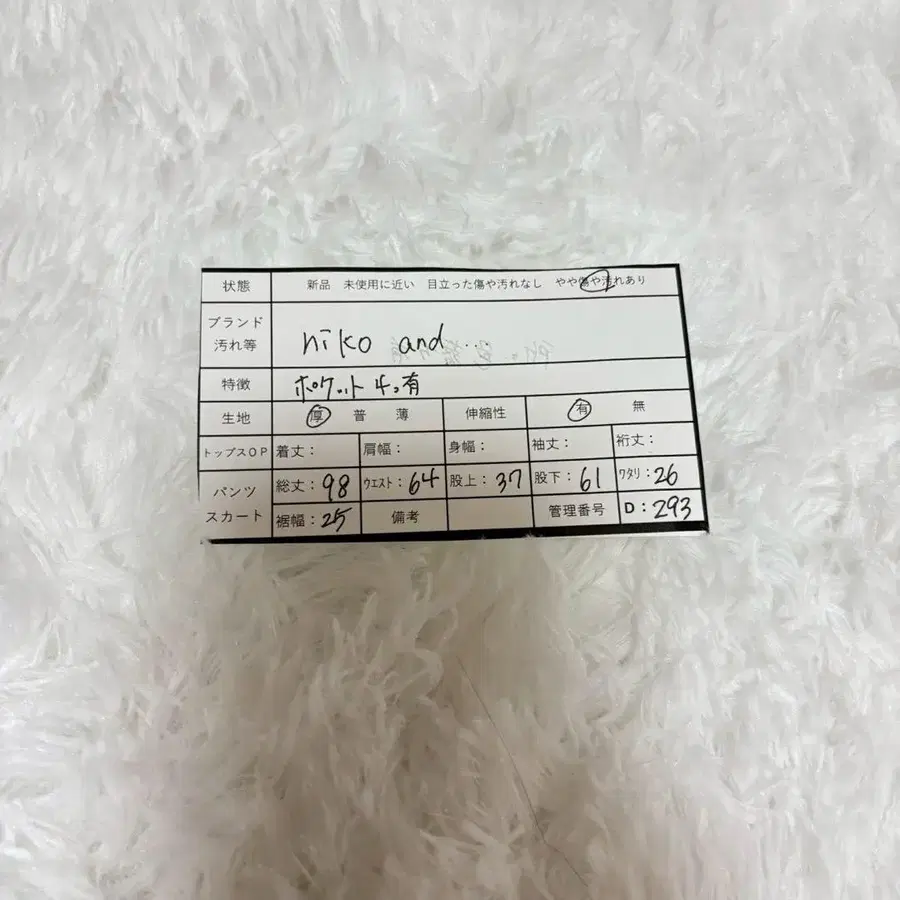 状態 新品 未使用に近い 目立った傷や汚れなし やや傷や汚れあり
ブランド
汚れ等 niko and ...
特徴 ポケット4つ有
生地 厚 普 薄 伸縮性 有 無
トップスOP 着丈： 肩幅： 身幅： 袖丈： 裄丈：
パンツ 総丈：98 ウエスト：64 股上：37 股下：61 ワタリ：26
スカート 裾幅：25 備考 管理番号 D：293